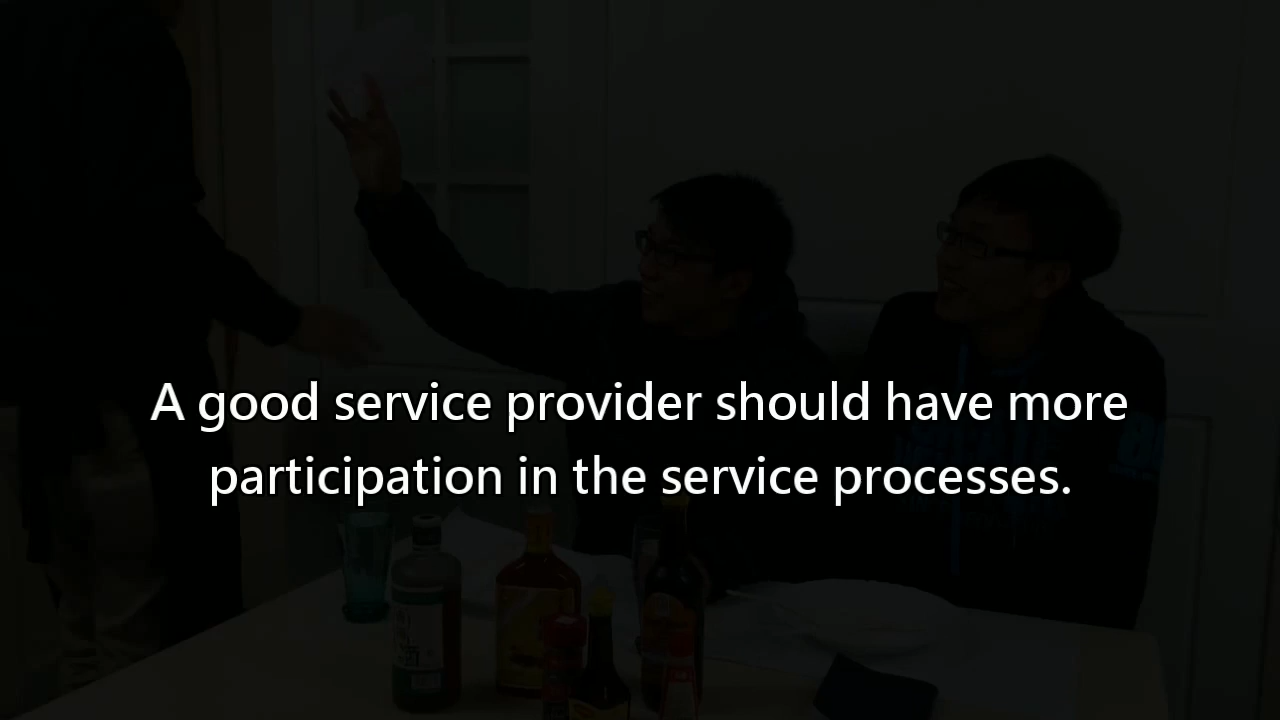 A good service provider should have more
participation in the service processes.